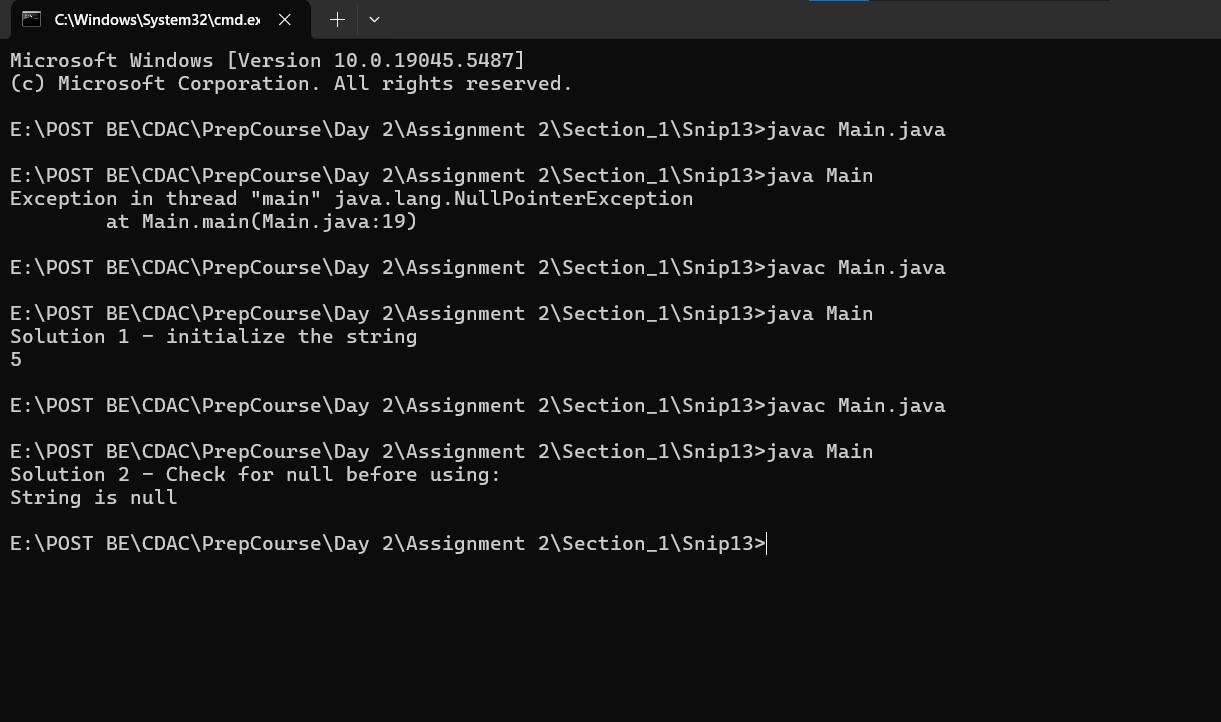 C:\Windows\System32\cmd.ex
Microsoft Windows [Version 10.0.19045.5487]
(c) Microsoft Corporation. All rights reserved.
E:\POST BE\CDAC\PrepCourse\Day 2\Assignment 2\Section_1\Snip13>javac Main.java
E:\POST BE\CDAC\PrepCourse\Day 2\Assignment 2\Section_1\Snip13>java Main
Exception in thread "main" java.lang.NullPointerException
        at Main.main(Main.java:19)
E:\POST BE\CDAC\PrepCourse\Day 2\Assignment 2\Section_1\Snip13>javac Main.java
E:\POST BE\CDAC\PrepCourse\Day 2\Assignment 2\Section_1\Snip13>java Main
Solution 1 - initialize the string
5
E:\POST BE\CDAC\PrepCourse\Day 2\Assignment 2\Section_1\Snip13>javac Main.java
E:\POST BE\CDAC\PrepCourse\Day 2\Assignment 2\Section_1\Snip13>java Main
Solution 2 - Check for null before using:
String is null
E:\POST BE\CDAC\PrepCourse\Day 2\Assignment 2\Section_1\Snip13>